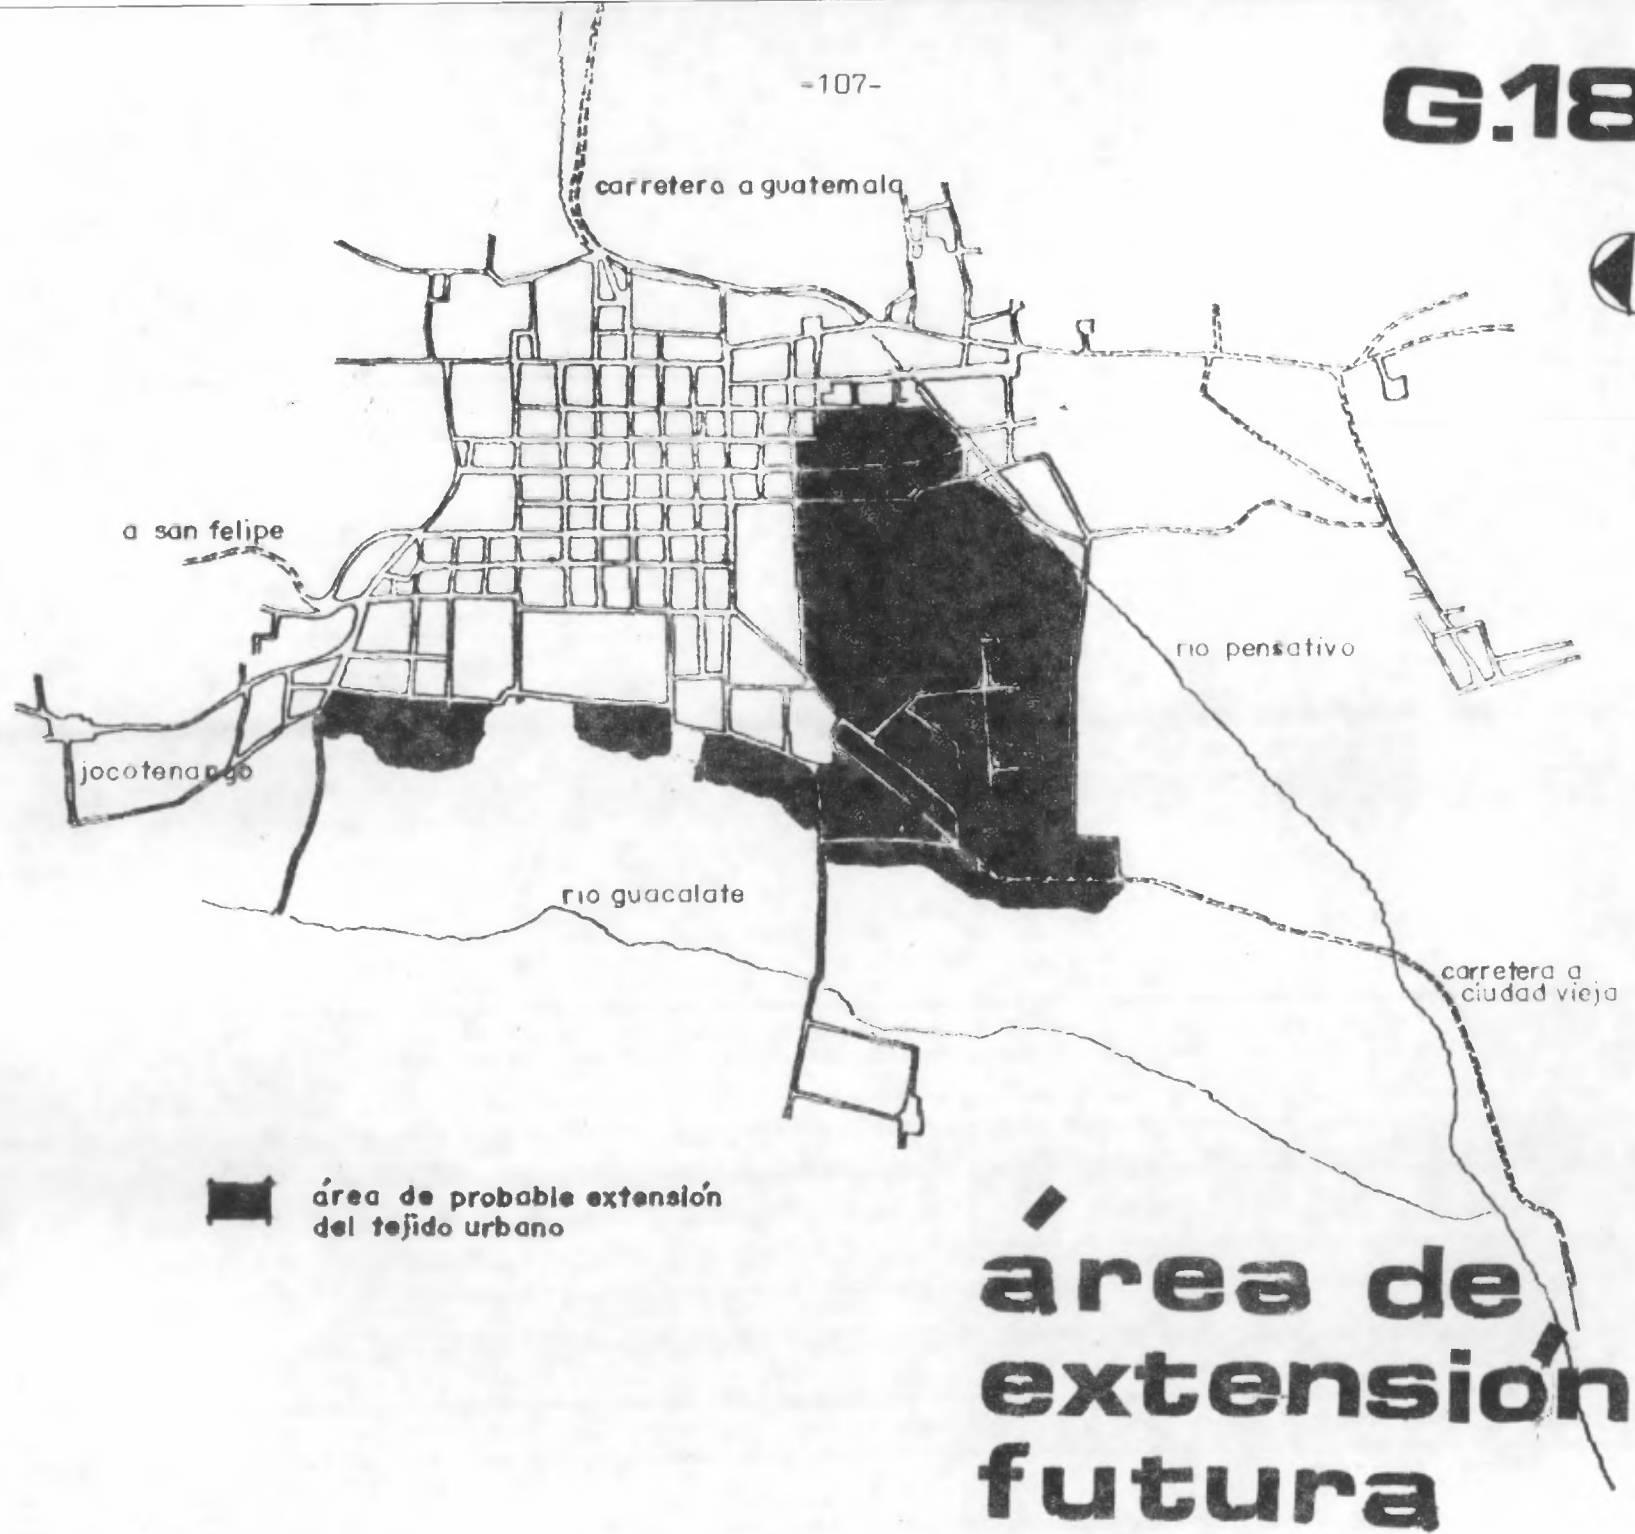 -107-
G.18
carretera a guatemala
a san felipe
rio pensativo
jocotenango
rio guacalate
carretera a
ciudad vieja
área de probable extensión
del tejido urbano
área de
extensión
futura